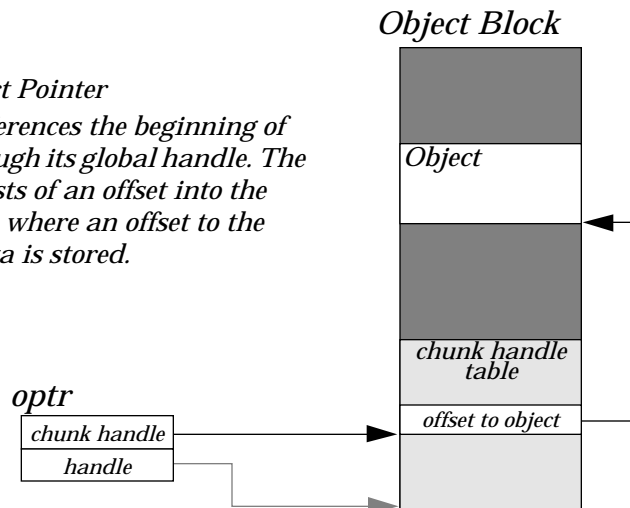 Object Block
ct Pointer
erences the beginning of
ugh its global handle. The
sts of an offset into the
where an offset to the
a is stored.
Object
chunk handle
table
optr
chunk handle
offset to object
handle